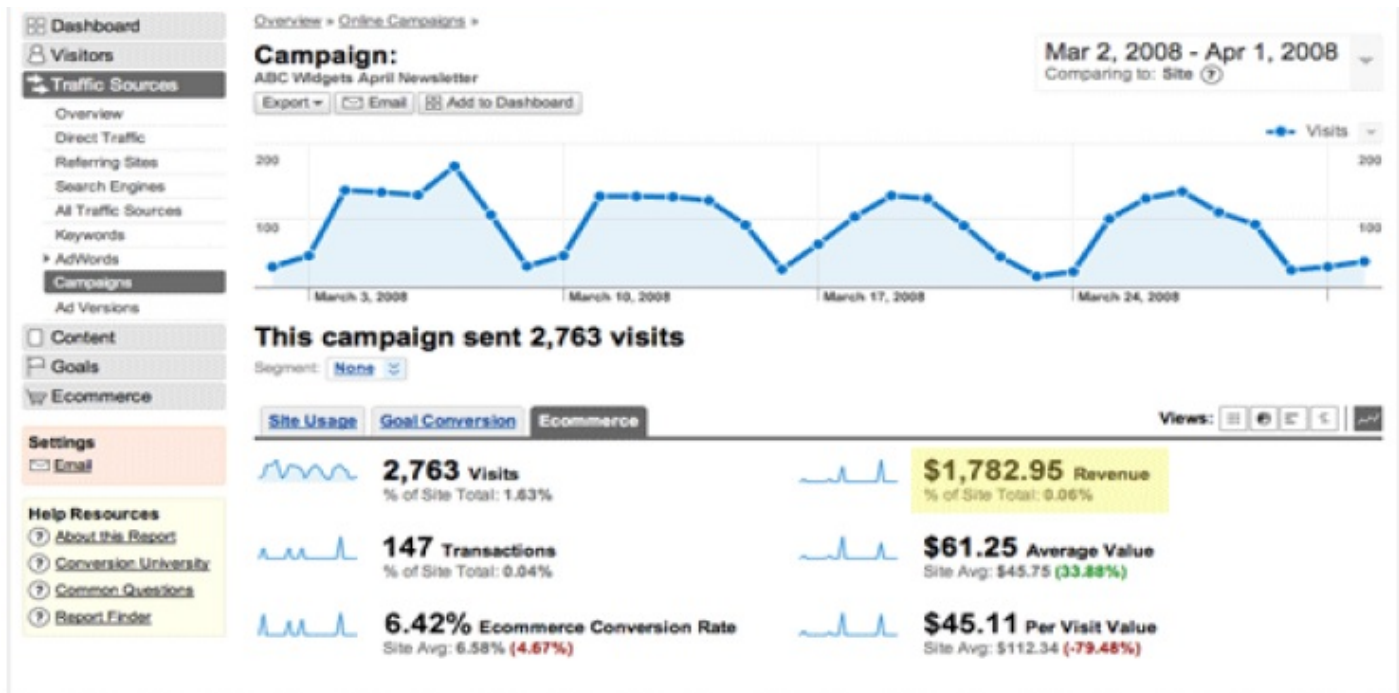 Dashboard
Visitors
Traffic Sources
Overview
Direct Traffic
Referring Sites
Search Engines
All Traffic Sources
Keywords
AdWords
Campaigns
Ad Versions
Content
Goals
Ecommerce
Settings
Email
Help Resources
? About this Report
? Conversion University
? Common Questions
? Report Finder
Overview » Online Campaigns »
Campaign:
ABC Widgets April Newsletter
Export Email Add to Dashboard
Mar 2, 2008 - Apr 1, 2008
Comparing to: Site ?
Visits
200 200
100 100
March 3, 2008 March 10, 2008 March 17, 2008 March 24, 2008
This campaign sent 2,763 visits
Segment: None
Site Usage Goal Conversion Ecommerce
Views:
2,763 Visits
% of Site Total: 1.63%
$1,782.95 Revenue
% of Site Total: 0.06%
147 Transactions
% of Site Total: 0.04%
$61.25 Average Value
Site Avg: $45.75 (33.88%)
6.42% Ecommerce Conversion Rate
Site Avg: 6.58% (4.67%)
$45.11 Per Visit Value
Site Avg: $112.34 (-79.48%)